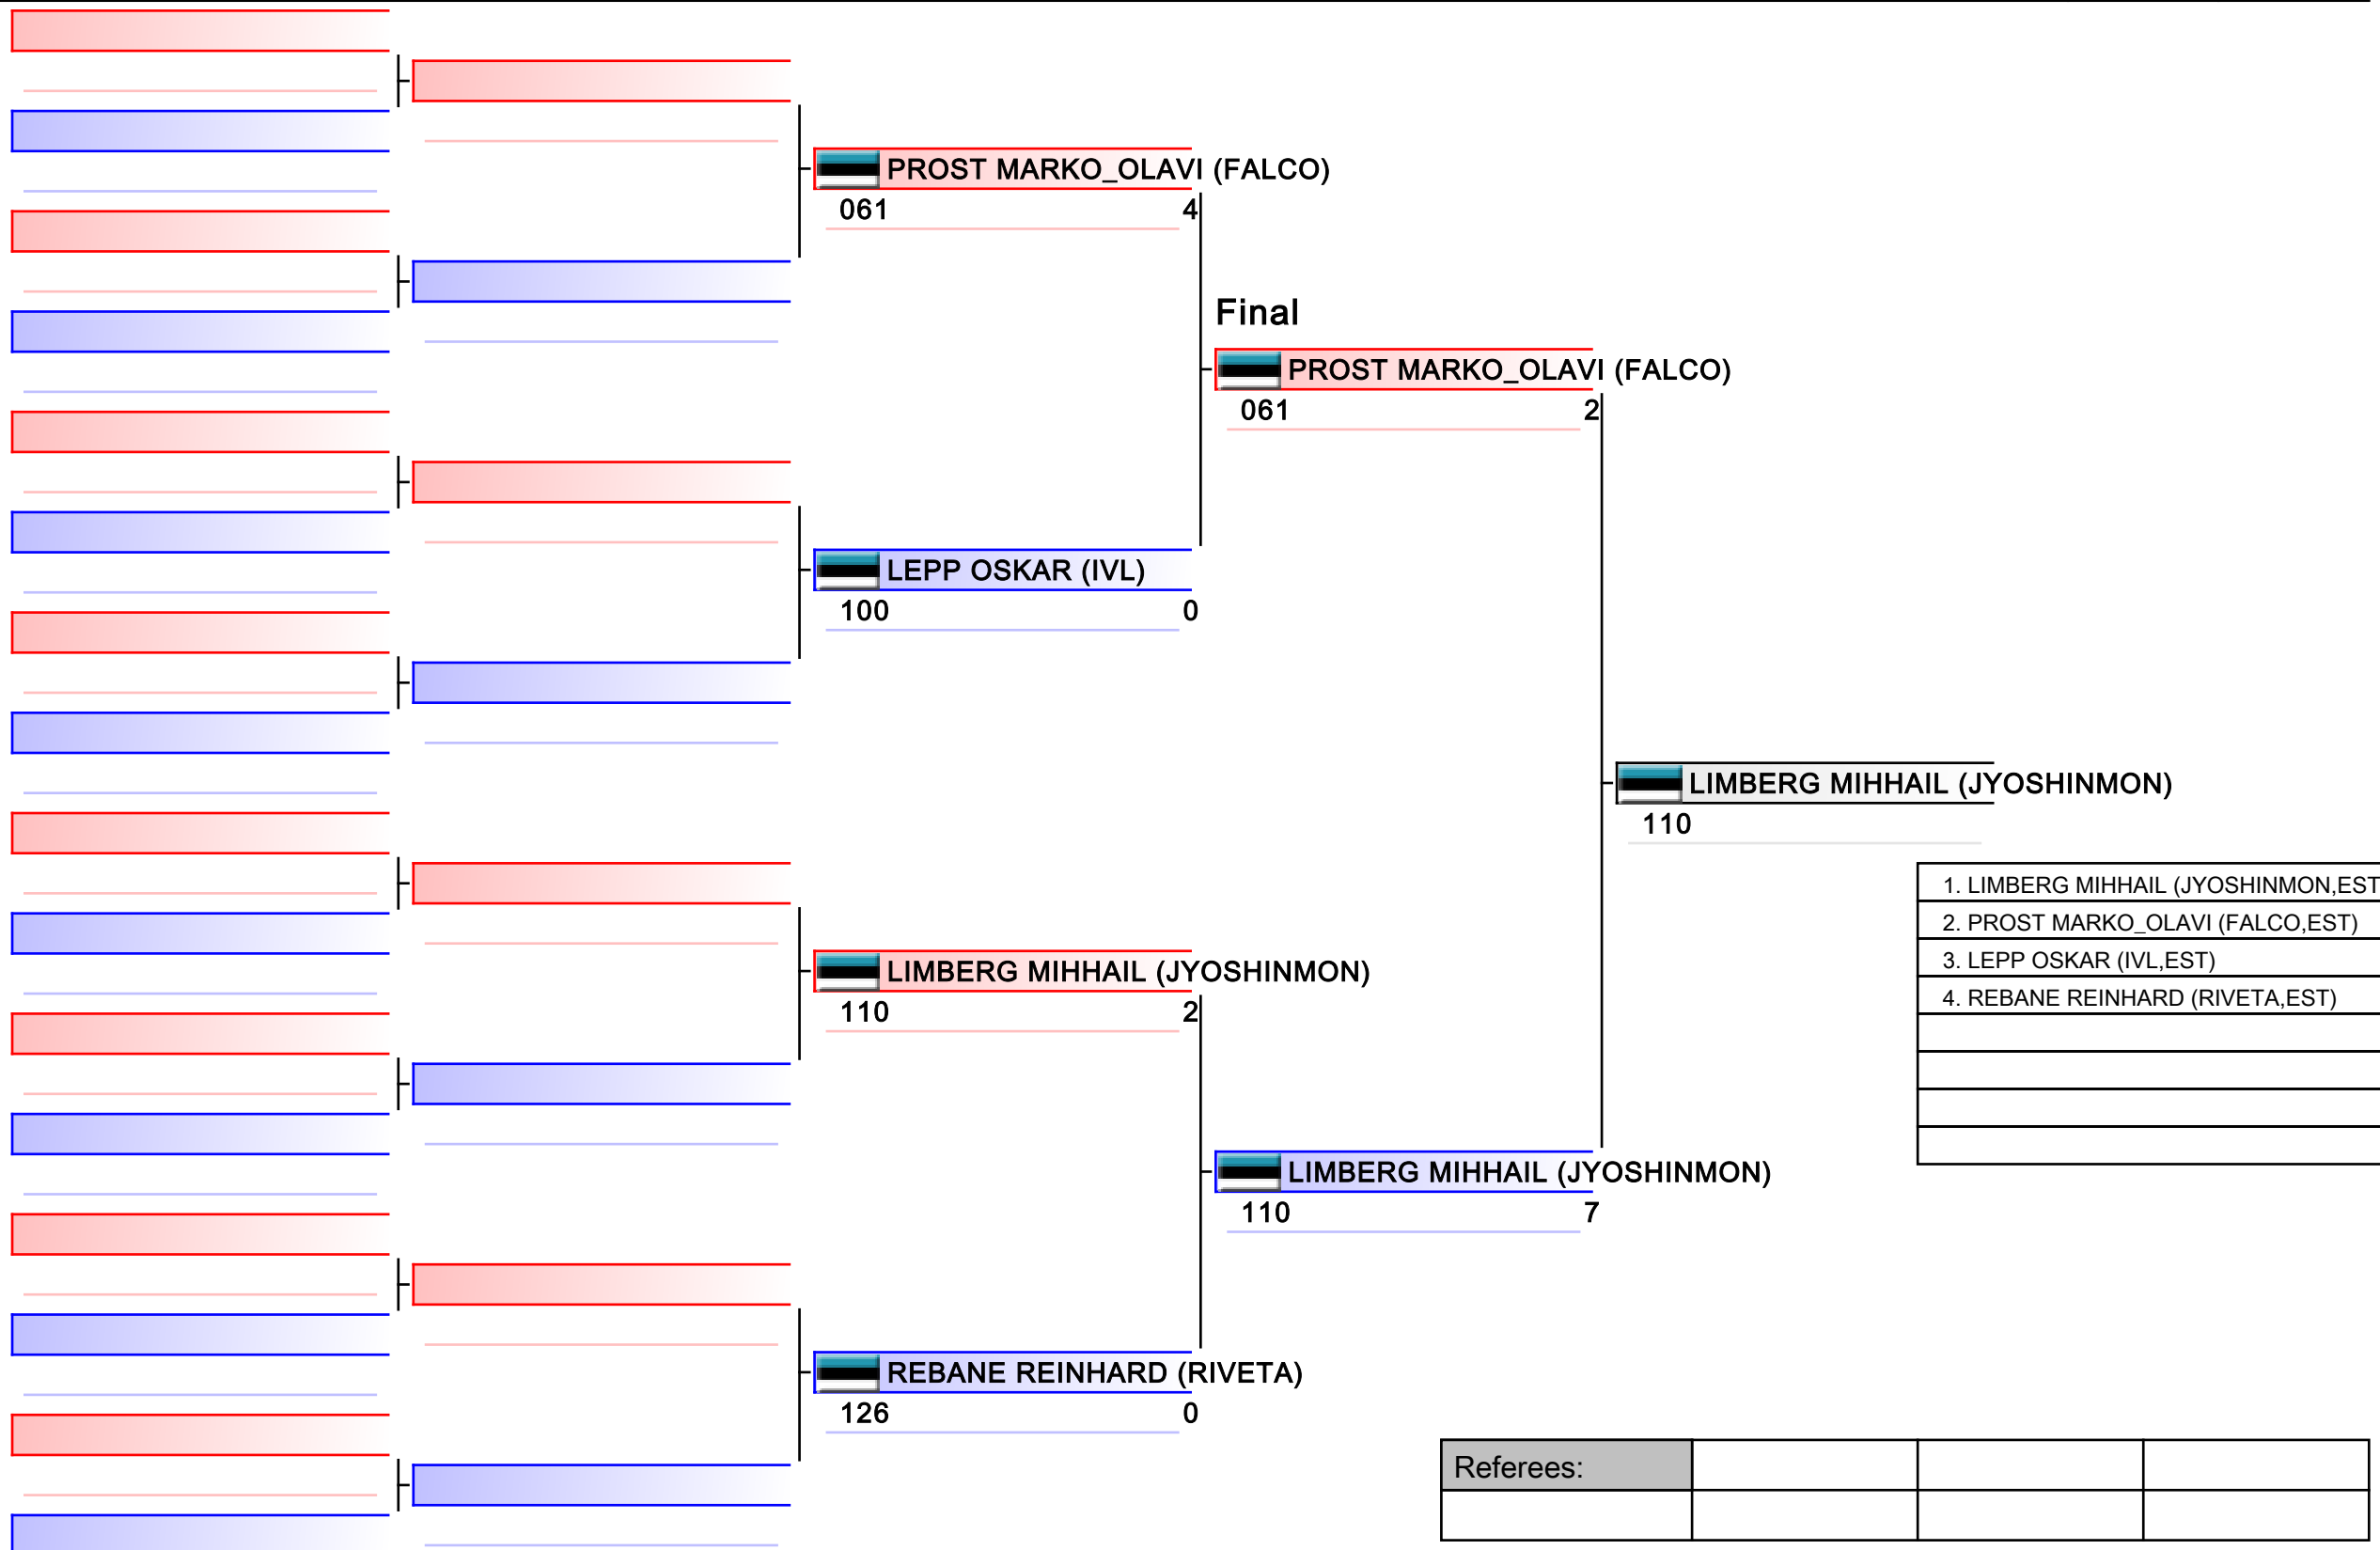 PROST MARKO_OLAVI (FALCO)
061 4
Final
PROST MARKO_OLAVI (FALCO)
061 2
LEPP OSKAR (IVL)
100 0
LIMBERG MIHHAIL (JYOSHINMON)
110
1. LIMBERG MIHHAIL (JYOSHINMON,EST
2. PROST MARKO_OLAVI (FALCO,EST)
3. LEPP OSKAR (IVL,EST)
4. REBANE REINHARD (RIVETA,EST)
LIMBERG MIHHAIL (JYOSHINMON)
110 2
LIMBERG MIHHAIL (JYOSHINMON)
110 7
REBANE REINHARD (RIVETA)
126 0
Referees: